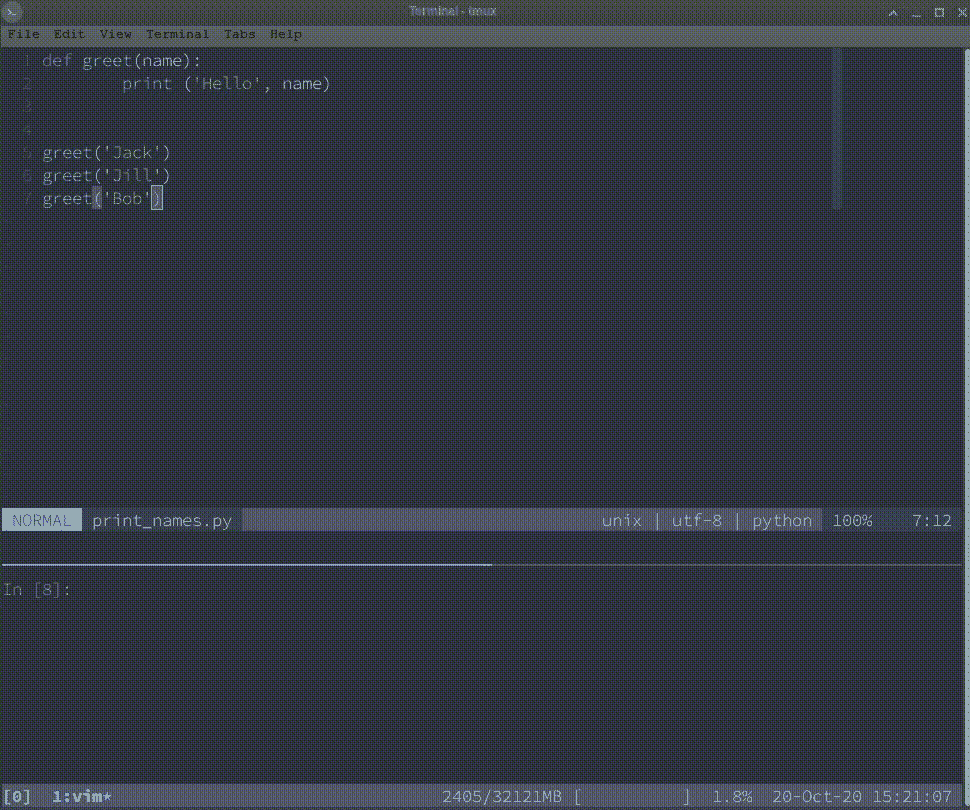 Terminal - tmux
File Edit View Terminal Tabs Help
1 def greet(name):
2 print ('Hello', name)
3
4
5 greet('Jack')
6 greet('Jill')
7 greet('Bob')
NORMAL print_names.py unix | utf-8 | python 100% 7:12
In [8]:
[0] 1:vim* 2405/32121MB [ ] 1.8% 20-Oct-20 15:21:07